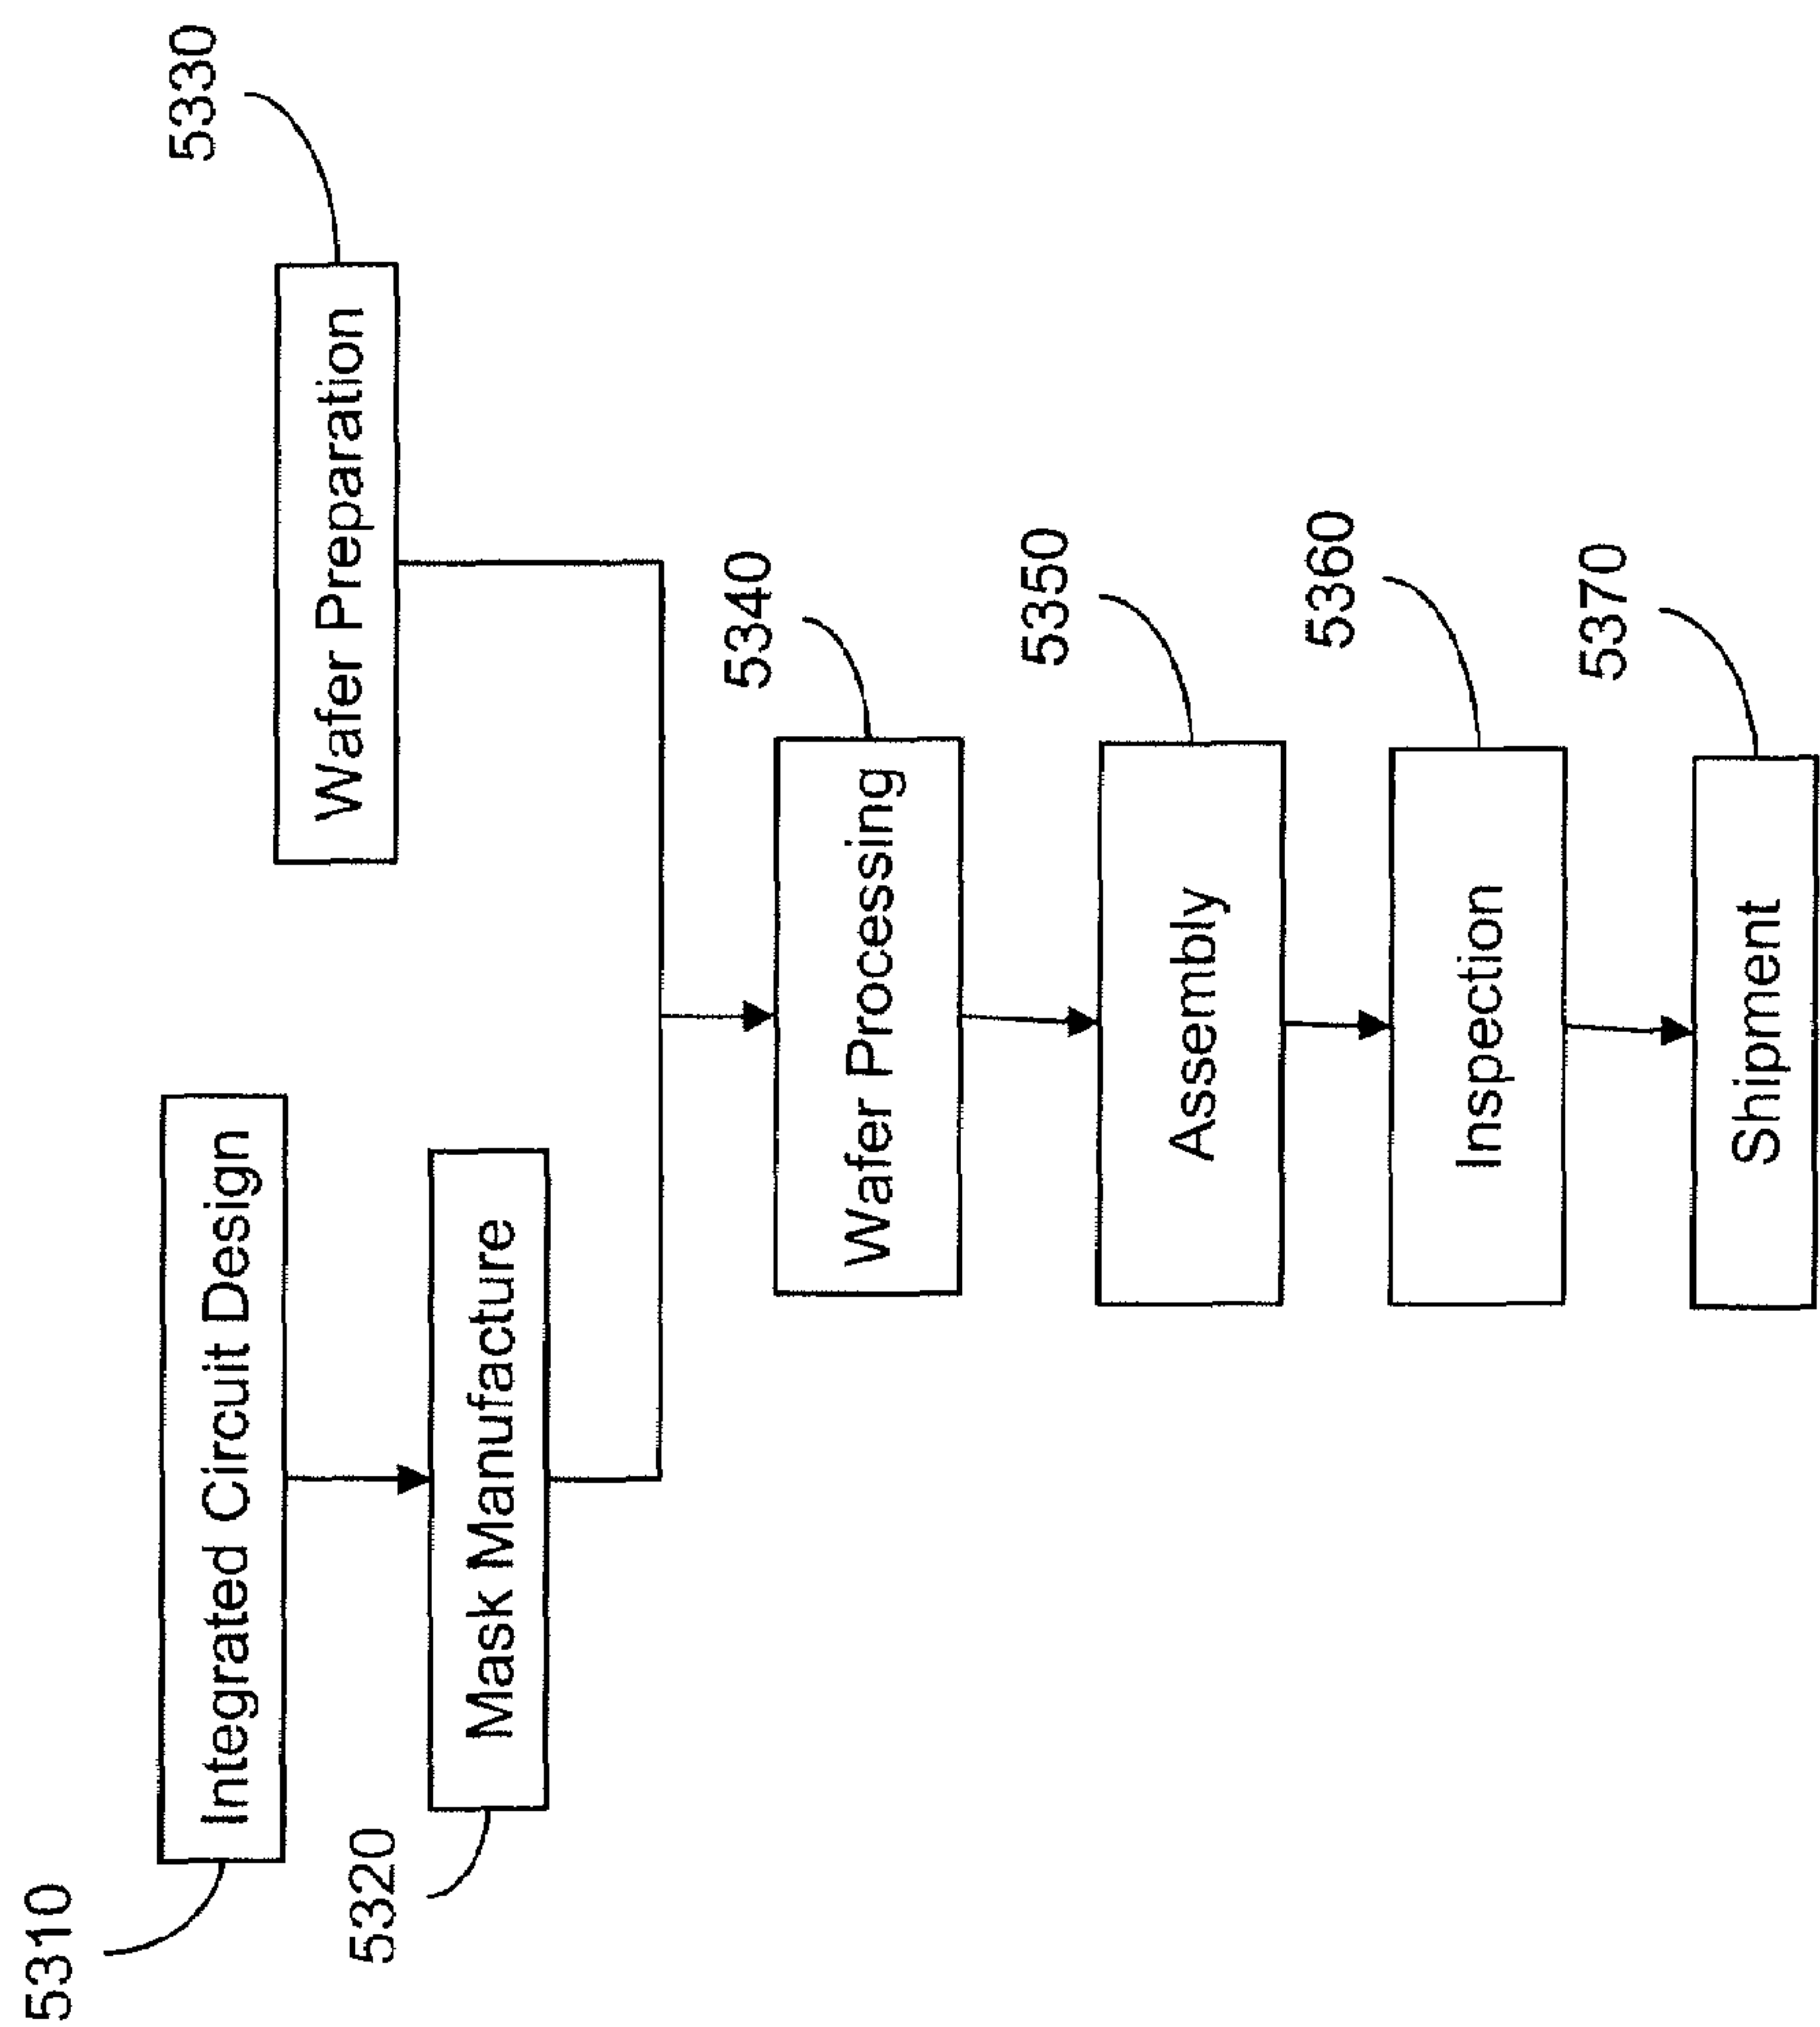 5310
Integrated Circuit Design
5320
Mask Manufacture
5330
Wafer Preparation
5340
Wafer Processing
5350
Assembly
5360
Inspection
5370
Shipment